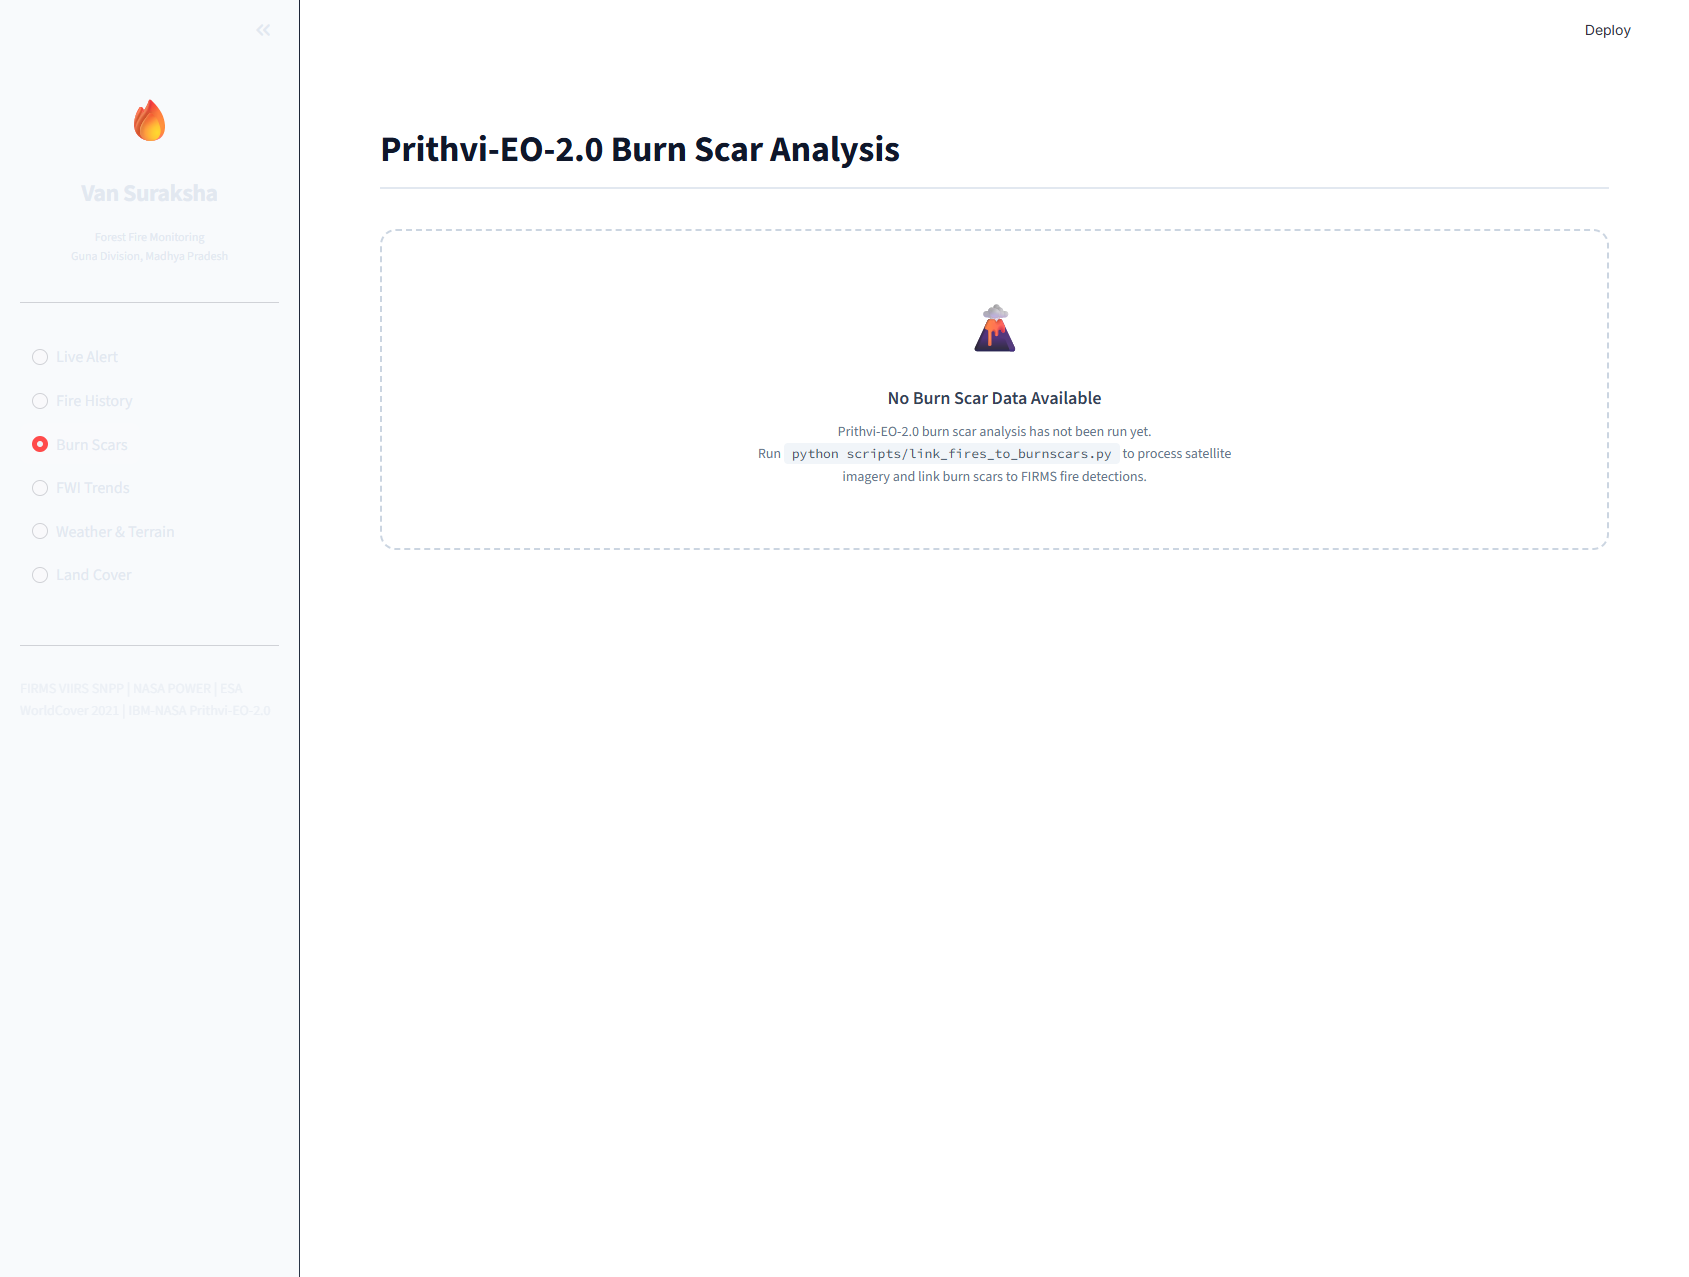 Deploy
Van Suraksha
Forest Fire Monitoring
Guna Division, Madhya Pradesh
Live Alert
Fire History
Burn Scars
FWI Trends
Weather & Terrain
Land Cover
FIRMS VIIRS SNPP | NASA POWER | ESA
WorldCover 2021 | IBM-NASA Prithvi-EO-2.0
Prithvi-EO-2.0 Burn Scar Analysis
No Burn Scar Data Available
Prithvi-EO-2.0 burn scar analysis has not been run yet.
Run python scripts/link_fires_to_burnscars.py to process satellite
imagery and link burn scars to FIRMS fire detections.